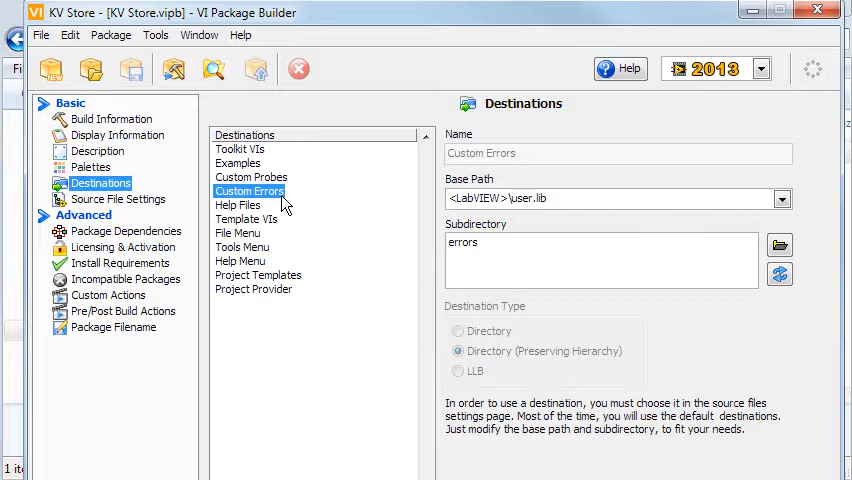 KV Store - [KV Store.vipb] - VI Package Builder
File Edit Package Tools Window Help
NEW
Help
2013
Basic
Build Information
Display Information
Description
Palettes
Destinations
Source File Settings
Advanced
Package Dependencies
Licensing & Activation
Install Requirements
Incompatible Packages
Custom Actions
Pre/Post Build Actions
Package Filename
Destinations
Toolkit VIs
Examples
Custom Probes
Custom Errors
Help Files
Template VIs
File Menu
Tools Menu
Help Menu
Project Templates
Project Provider
Destinations
Name
Custom Errors
Base Path
<LabVIEW>\user.lib
Subdirectory
errors
Destination Type
Directory
Directory (Preserving Hierarchy)
LLB
In order to use a destination, you must choose it in the source files
settings page. Most of the time, you will use the default destinations.
Just modify the base path and subdirectory, to fit your needs.